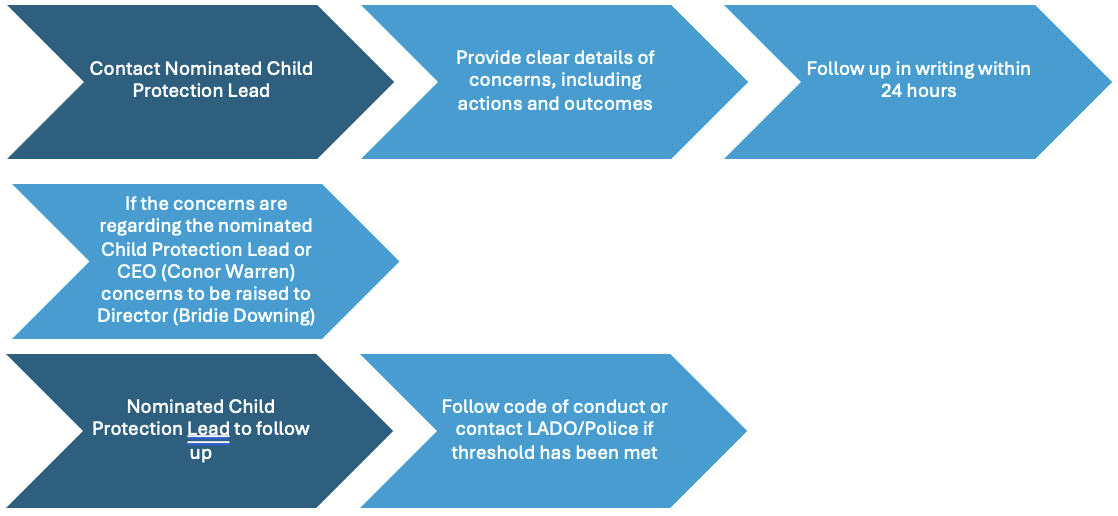 Contact Nominated Child
Protection Lead
Provide clear details of
concerns, including
actions and outcomes
Follow up in writing within
24 hours
If the concerns are
regarding the nominated
Child Protection Lead or
CEO (Conor Warren)
concerns to be raised to
Director (Bridie Downing)
Nominated Child
Protection Lead to follow
up
Follow code of conduct or
contact LADO/Police if
threshold has been met